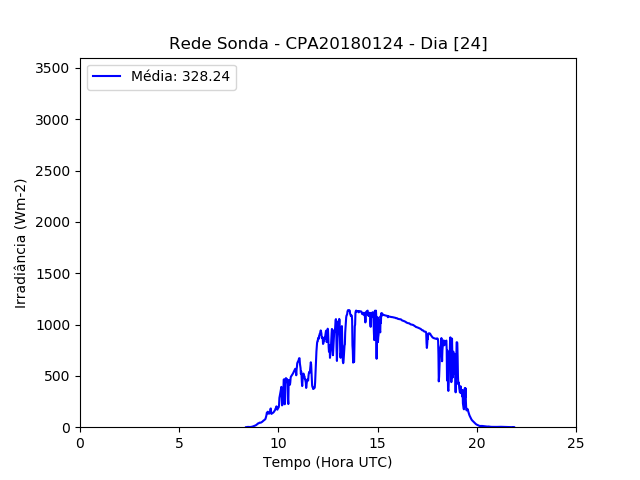 Rede Sonda - CPA20180124 - Dia [24]
Média: 328.24
Irradiância (Wm-2)
3500
3000
2500
2000
1500
1000
500
0
0 5 10 15 20 25
Tempo (Hora UTC)